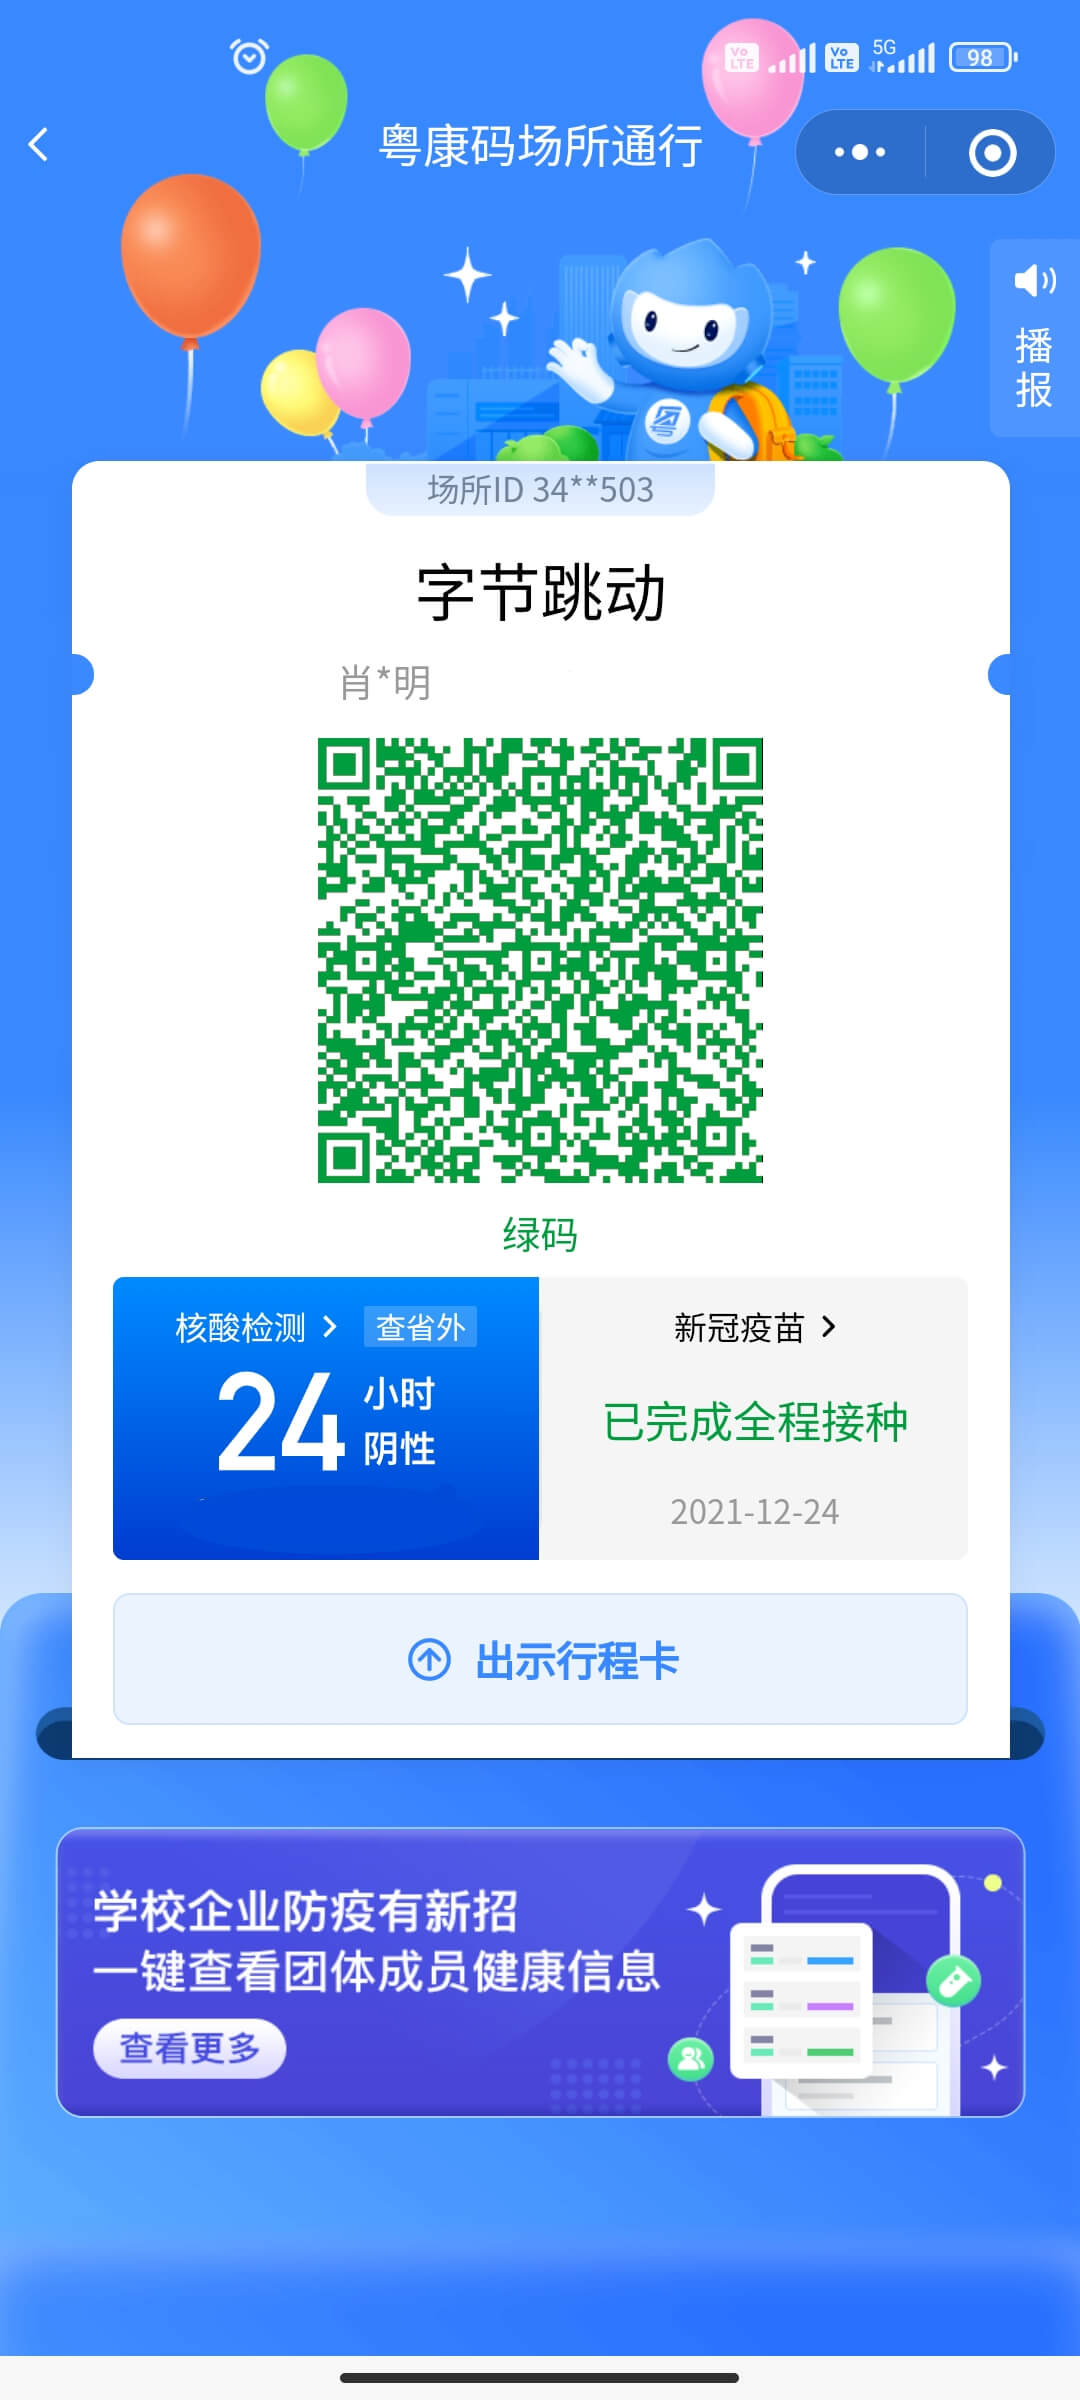 Vo LTE Vo LTE 5G 98
粤康码场所通行
播报
粤
场所ID 34**503
字节跳动
肖*明
绿码
核酸检测 查省外
24 小时 阴性
新冠疫苗
已完成全程接种
2021-12-24
出示行程卡
学校企业防疫有新招
一键查看团体成员健康信息
查看更多